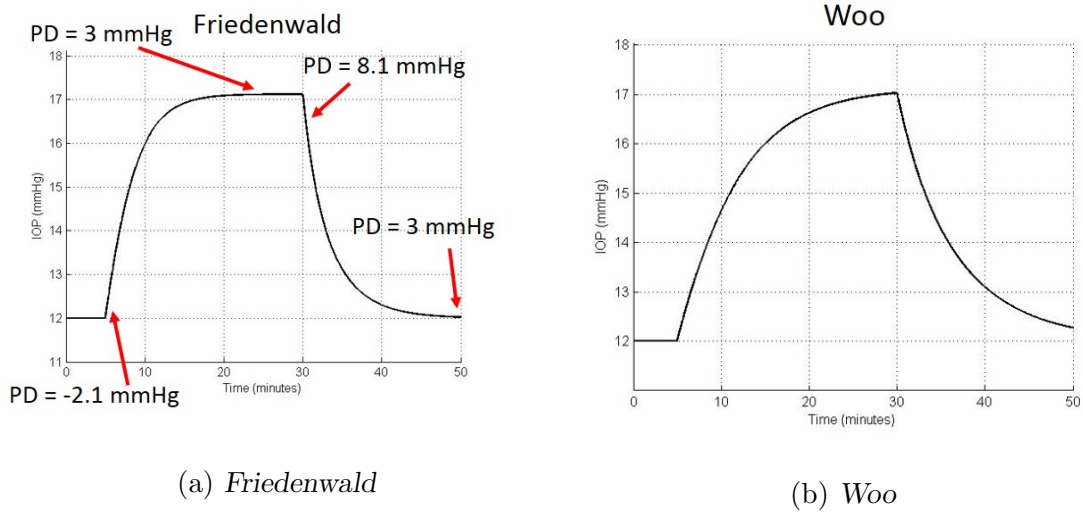 Friedenwald
PD = 3 mmHg
PD = 8.1 mmHg
PD = 3 mmHg
PD = -2.1 mmHg
18
17
16
15
14
13
12
11
IOP (mmHg)
0
10
20
30
40
50
Time (minutes)
(a) Friedenwald
Woo
18
17
16
15
14
13
12
IOP (mmHg)
0
10
20
30
40
50
Time (minutes)
(b) Woo